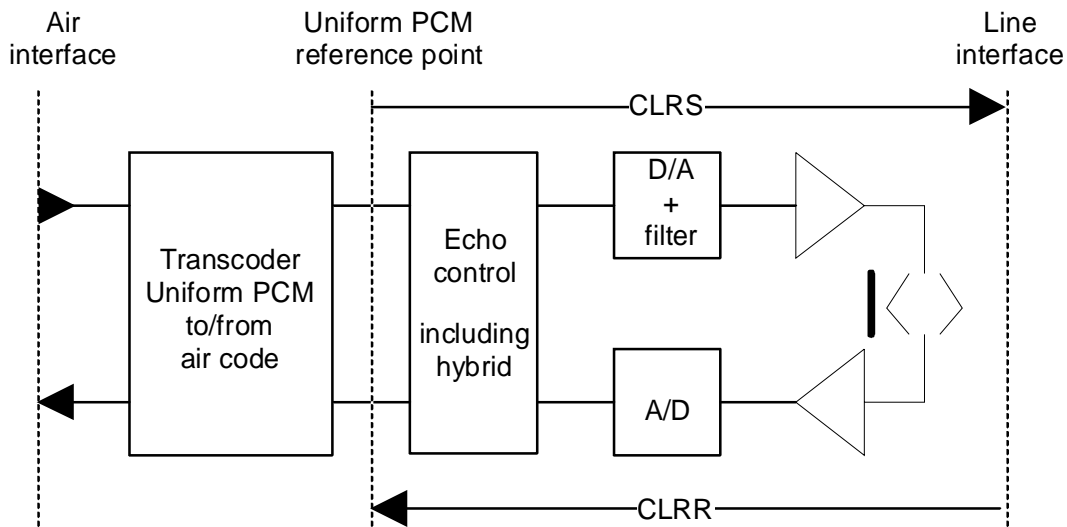 Air
interface
Uniform PCM
reference point
Line
interface
CLRS
Transcoder
Uniform PCM
to/from
air code
Echo
control
including
hybrid
D/A
+
filter
A/D
CLRR